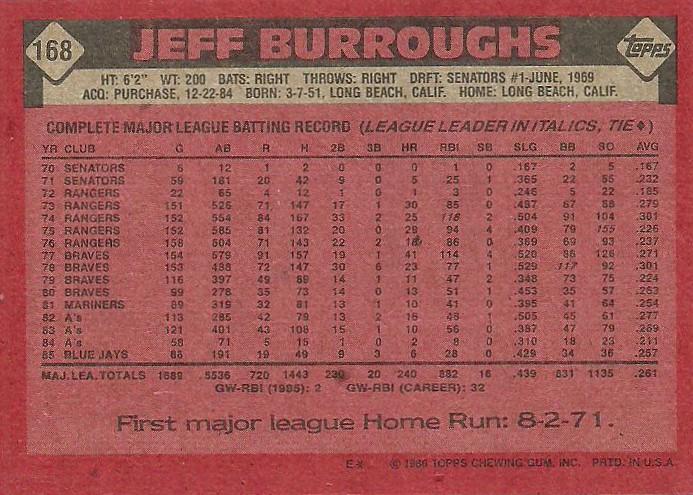 168
JEFF BURROUGHS
topps
HT: 6'2" WT: 200 BATS: RIGHT THROWS: RIGHT DRFT: SENATORS #1-JUNE, 1969
ACQ: PURCHASE, 12-22-84 BORN: 3-7-51, LONG BEACH, CALIF. HOME: LONG BEACH, CALIF.
COMPLETE MAJOR LEAGUE BATTING RECORD (LEAGUE LEADER IN ITALICS, TIE♦)
YR CLUB G AB R H 2B 3B HR RBI SB SLG BB SO AVG
70 SENATORS 6 12 1 2 0 0 0 1 0 .167 2 5 .167
71 SENATORS 59 181 20 42 9 0 5 25 1 .365 22 55 .232
72 RANGERS 22 65 4 12 1 0 1 3 0 .246 5 22 .185
73 RANGERS 151 526 71 147 17 1 30 85 0 .487 67 88 .279
74 RANGERS 152 554 84 167 33 2 25 118 2 .504 91 104 .301
75 RANGERS 152 585 81 132 20 0 29 94 4 .409 79 155 .226
76 RANGERS 158 604 71 143 22 2 18 86 0 .369 69 93 .237
77 BRAVES 154 579 91 157 19 1 41 114 4 .520 86 126 .271
78 BRAVES 153 488 72 147 30 6 23 77 1 .529 117 92 .301
79 BRAVES 116 397 49 89 14 1 11 47 2 .348 73 75 .224
80 BRAVES 99 278 35 73 14 0 13 51 1 .453 35 57 .263
81 MARINERS 89 319 32 81 13 1 10 41 0 .395 41 64 .254
82 A's 113 285 42 79 13 2 16 48 1 .505 45 61 .277
83 A's 121 401 43 108 15 1 10 56 0 .387 47 79 .269
84 A's 58 71 5 15 1 0 2 8 0 .310 18 23 .211
85 BLUE JAYS 86 191 19 49 9 3 6 28 0 .429 34 36 .257
MAJ. LEA. TOTALS 1689 5536 720 1443 230 20 240 882 16 .439 831 1135 .261
GW-RBI (1985): 2 GW-RBI (CAREER): 32
First major league Home Run: 8-2-71.
© 1986 TOPPS CHEWING GUM, INC. PRTD. IN U.S.A.